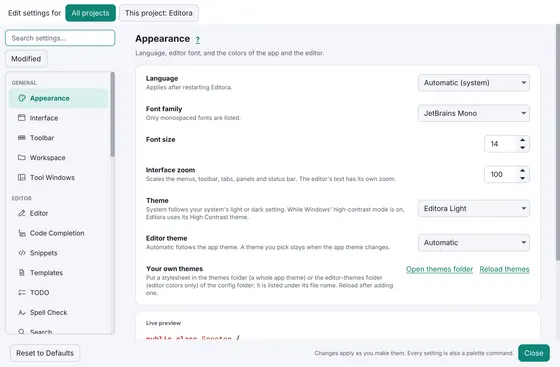 Edit settings for
All projects
This project: Editora
Search settings...
Modified
GENERAL
Appearance
Interface
Toolbar
Workspace
Tool Windows
EDITOR
Editor
Code Completion
Snippets
Templates
TODO
Spell Check
Search
Appearance ?
Language, editor font, and the colors of the app and the editor.
Language
Applies after restarting Editora.
Automatic (system)
Font family
Only monospaced fonts are listed.
JetBrains Mono
Font size
14
Interface zoom
Scales the menus, toolbar, tabs, panels and status bar. The editor's text has its own zoom.
100
Theme
System follows your system's light or dark setting. While Windows' high-contrast mode is on,
Editora uses its High Contrast theme.
Editora Light
Editor theme
Automatic follows the app theme. A theme you pick stays when the app theme changes.
Automatic
Your own themes
Put a stylesheet in the themes folder (a whole app theme) or the editor-themes folder
(editor colors only) of the config folder; it is listed under its file name. Reload after adding
one.
Open themes folder
Reload themes
Live preview
public class Greeter {
Reset to Defaults
Changes apply as you make them. Every setting is also a palette command.
Close